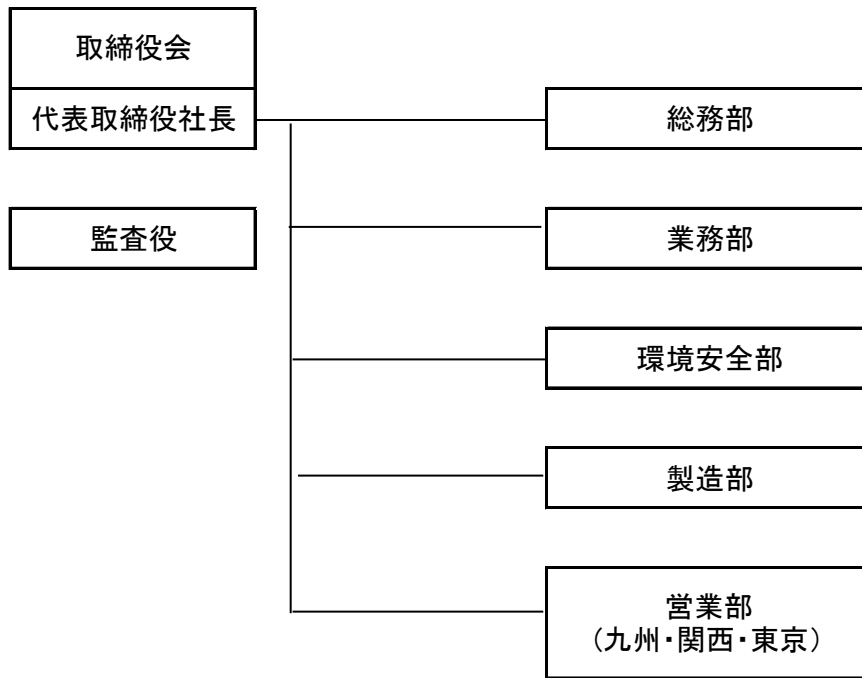 取締役会
代表取締役社長
総務部
監査役
業務部
環境安全部
製造部
営業部
（九州・関西・東京）